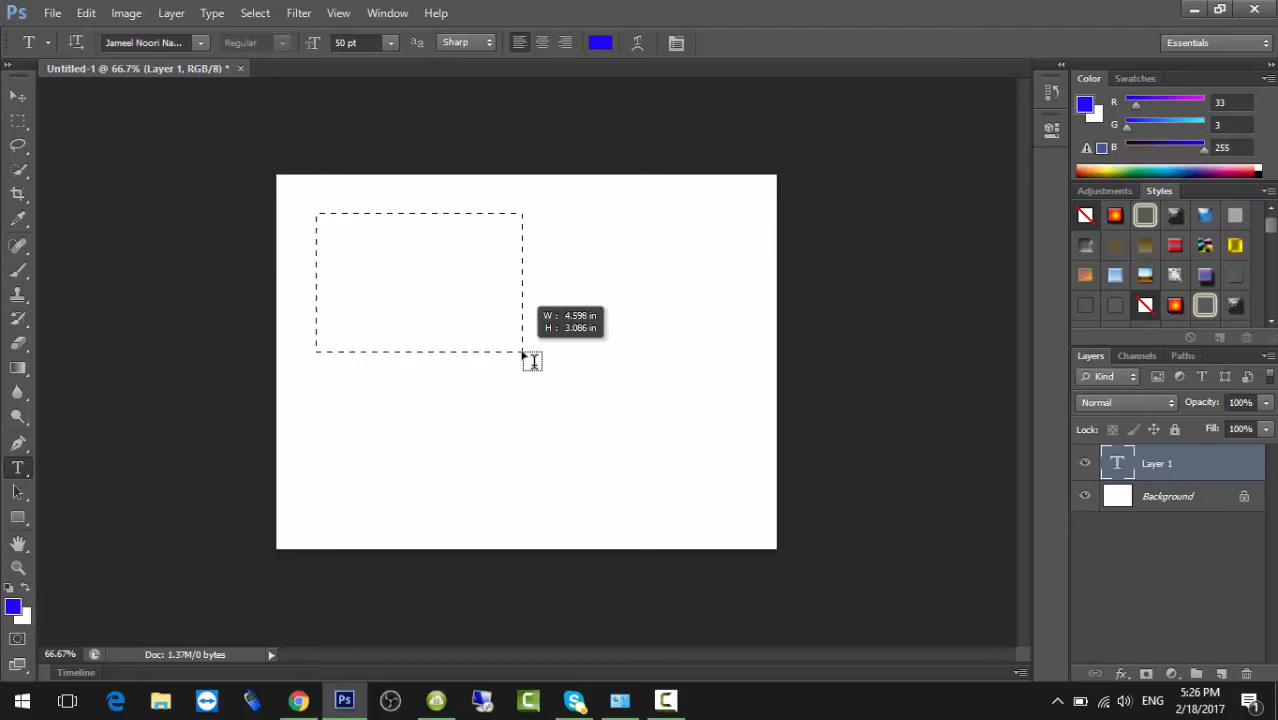 Ps File Edit Image Layer Type Select Filter View Window Help
T Jameel Noori Na... Regular 50 pt aa Sharp Essentials
Untitled-1 @ 66.7% (Layer 1, RGB/8) * ×
Color Swatches
R 33
G 3
B 255
Adjustments Styles
W : 4.598 in
H : 3.086 in
Layers Channels Paths
Kind
Normal Opacity: 100%
Lock: Fill: 100%
T Layer 1
Background
66.67% Doc: 1.37M/0 bytes
Timeline
Ps ENG 5:26 PM
2/18/2017